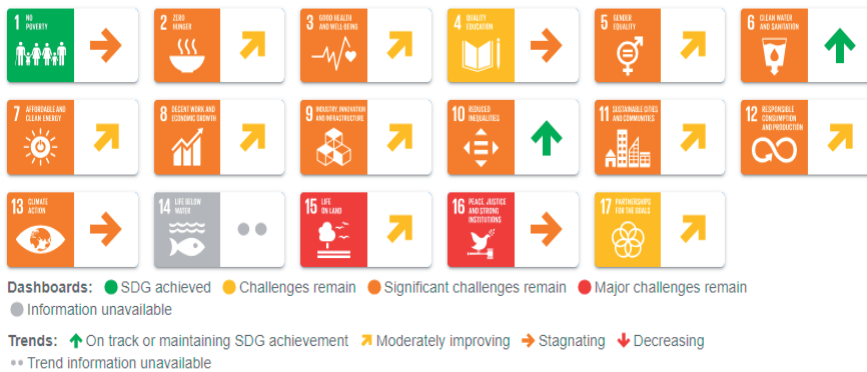 1 NO POVERTY
2 ZERO HUNGER
3 GOOD HEALTH AND WELL-BEING
4 QUALITY EDUCATION
5 GENDER EQUALITY
6 CLEAN WATER AND SANITATION
7 AFFORDABLE AND CLEAN ENERGY
8 DECENT WORK AND ECONOMIC GROWTH
9 INDUSTRY, INNOVATION AND INFRASTRUCTURE
10 REDUCED INEQUALITIES
11 SUSTAINABLE CITIES AND COMMUNITIES
12 RESPONSIBLE CONSUMPTION AND PRODUCTION
13 CLIMATE ACTION
14 LIFE BELOW WATER
15 LIFE ON LAND
16 PEACE, JUSTICE AND STRONG INSTITUTIONS
17 PARTNERSHIPS FOR THE GOALS
Dashboards: SDG achieved Challenges remain Significant challenges remain Major challenges remain
Information unavailable
Trends: On track or maintaining SDG achievement Moderately improving Stagnating Decreasing
Trend information unavailable